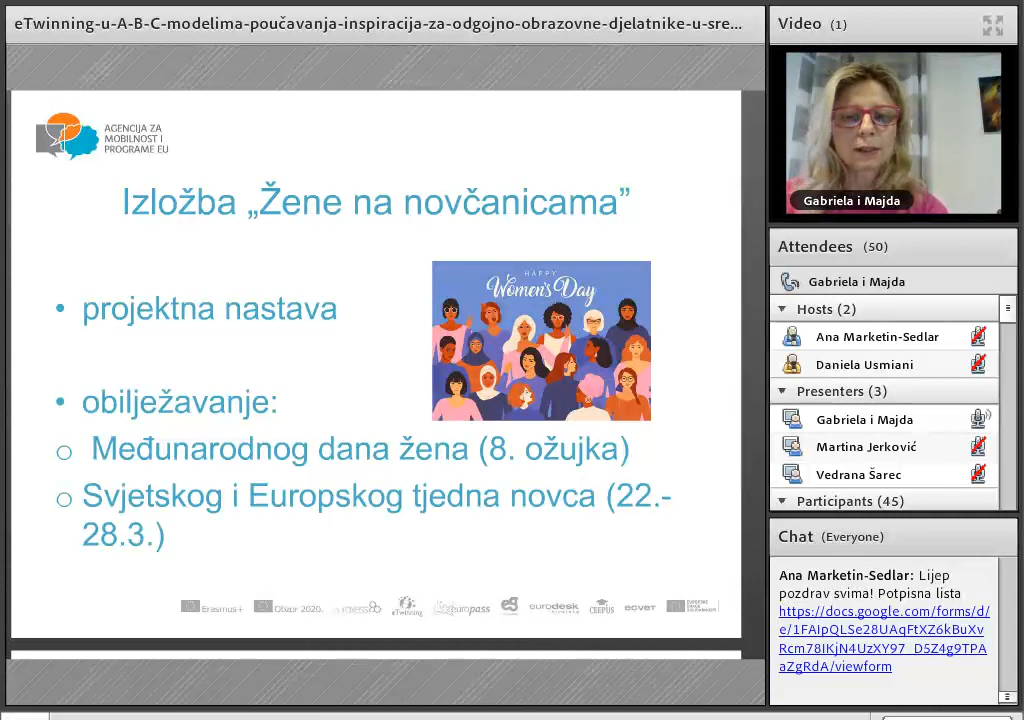 eTwinning-u-A-B-C-modelima-poučavanja-inspiracija-za-odgojno-obrazovne-djelatnike-u-sre...
AGENCIJA ZA
MOBILNOST I
PROGRAME EU
Izložba „Žene na novčanicama”
• projektna nastava
HAPPY
Women's Day
• obilježavanje:
o Međunarodnog dana žena (8. ožujka)
o Svjetskog i Europskog tjedna novca (22.-
28.3.)
Erasmus+
Obzor 2020.
eTwinning
europass
eurodesk
CEEPUS
ecvet
Video (1)
Gabriela i Majda
Attendees (50)
Gabriela i Majda
Hosts (2)
Ana Marketin-Sedlar
Daniela Usmiani
Presenters (3)
Gabriela i Majda
Martina Jerković
Vedrana Šarec
Participants (45)
Chat (Everyone)
Ana Marketin-Sedlar: Lijep
pozdrav svima! Potpisna lista
https://docs.google.com/forms/d/
e/1FAIpQLSe28UAqFtXZ6kBuXv
Rcm78IKjN4UzXY97_D5Z4g9TPA
aZgRdA/viewform